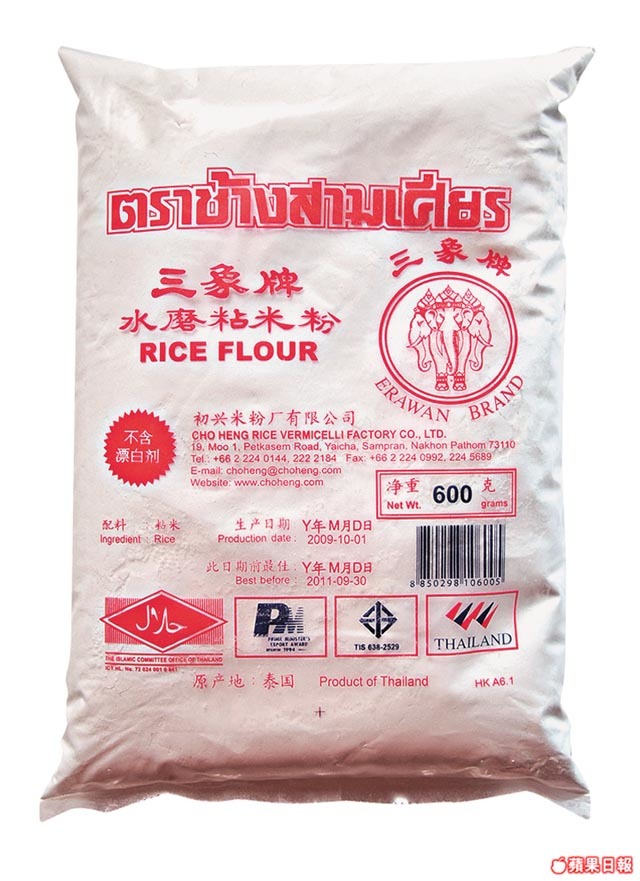 ตราช้างสามเศียร
三象牌
水磨粘米粉
RICE FLOUR
三象牌
ERAWAN BRAND
不含
漂白剂
初兴米粉厂有限公司
CHO HENG RICE VERMICELLI FACTORY CO., LTD.
19, Moo 1, Petkasem Road, Yaicha, Sampran, Nakhon Pathom 73110
Tel.: +66 2 224 0144, 222 2184 Fax: +66 2 224 0992, 224 5689
E-mail: choheng@choheng.com
Website: www.choheng.com
净重 600 克
Net Wt. grams
配料 : 粘米
Ingredient : Rice
生产日期 : Y年M月D日
Production date : 2009-10-01
此日期前最佳 : Y年M月D日
Best before : 2011-09-30
8 850298 106005
حلال
THE ISLAMIC COMMITTEE OFFICE OF THAILAND
PM
PRIME MINISTER'S
EXPORT AWARD
1994
TIS 638-2529
THAILAND
原产地 : 泰国 Product of Thailand
HK A6.1
蘋果日報